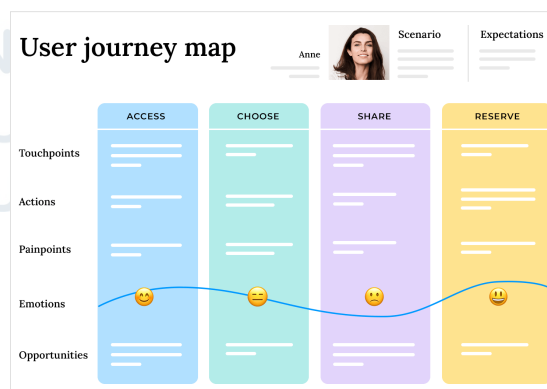 User journey map
Anne
Scenario
Expectations
ACCESS
CHOOSE
SHARE
RESERVE
Touchpoints
Actions
Painpoints
Emotions
Opportunities